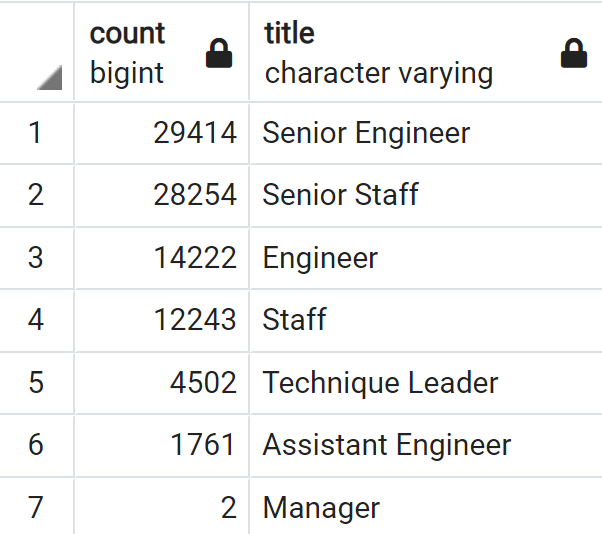 count title
bigint character varying
1 29414 Senior Engineer
2 28254 Senior Staff
3 14222 Engineer
4 12243 Staff
5 4502 Technique Leader
6 1761 Assistant Engineer
7 2 Manager